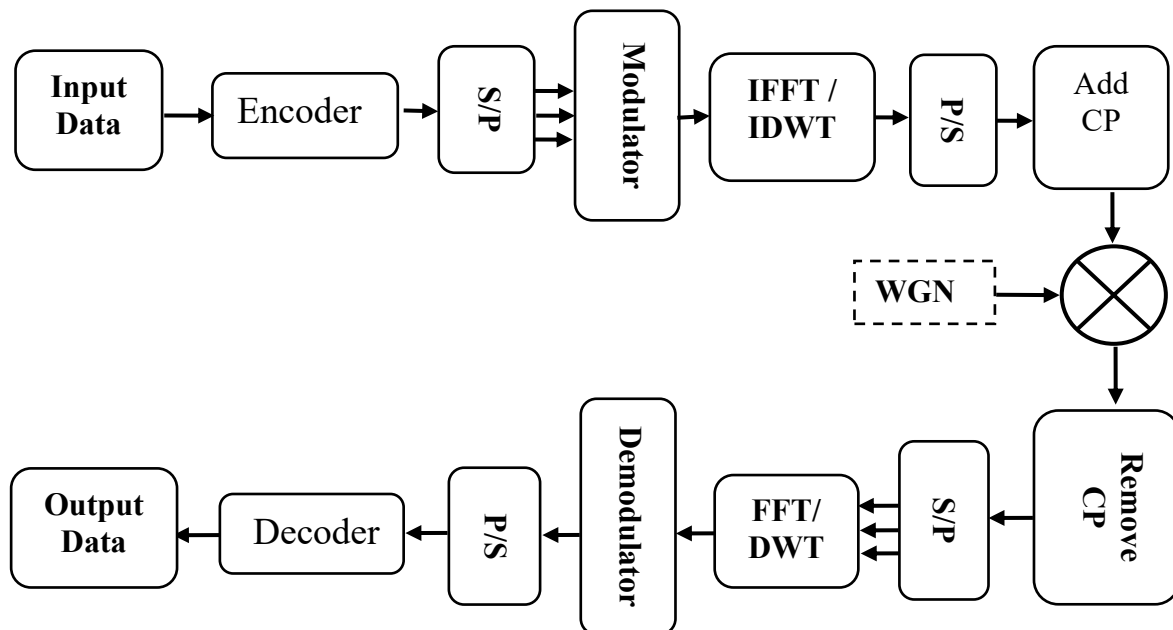 Input
Data
Encoder
S/P
Modulator
IFFT /
IDWT
P/S
Add
CP
WGN
Remove
CP
S/P
FFT/
DWT
Demodulator
P/S
Decoder
Output
Data